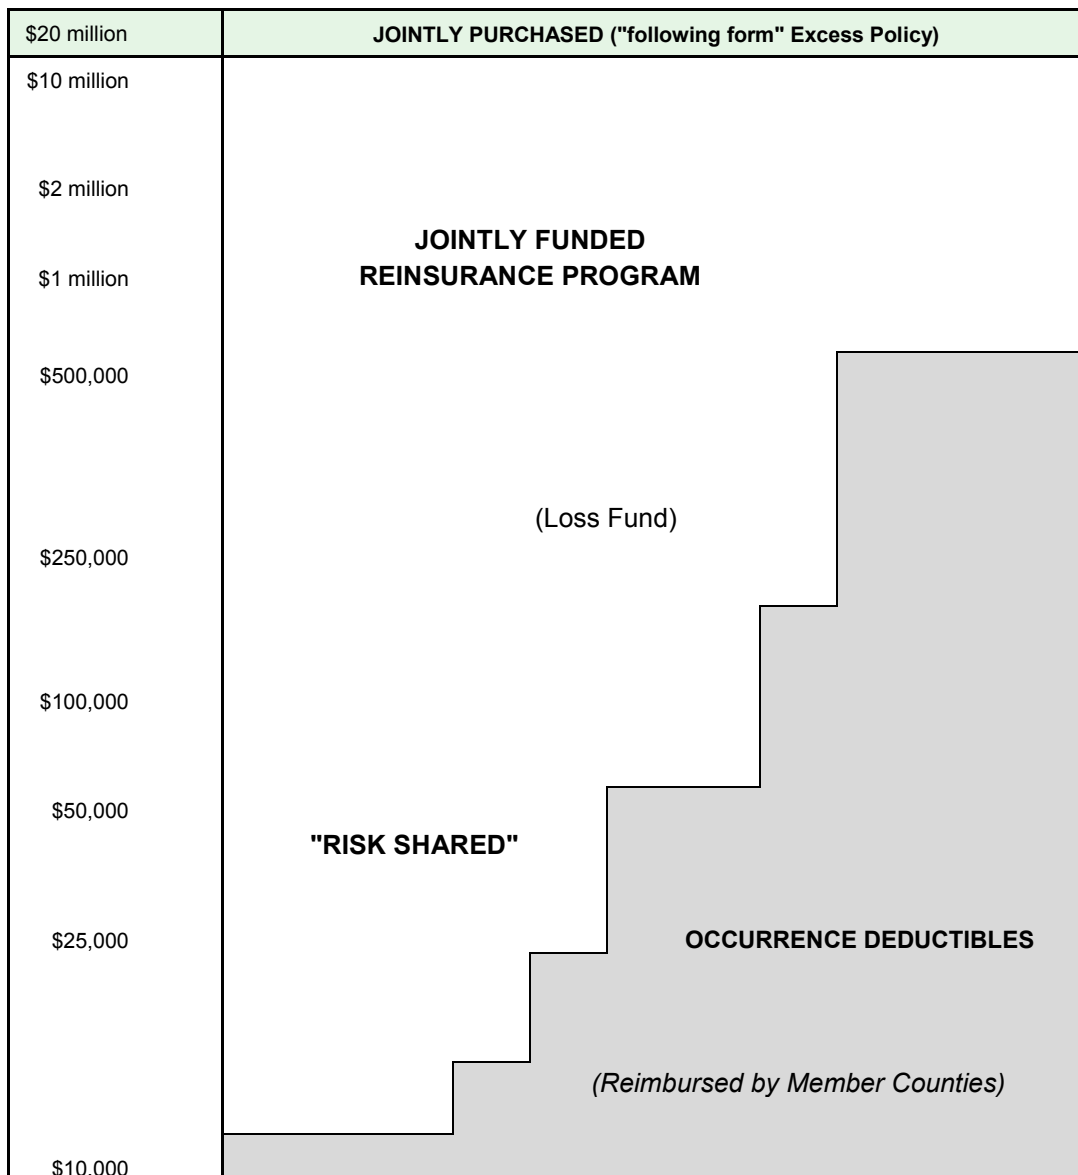 $20 million
JOINTLY PURCHASED ("following form" Excess Policy)
$10 million
$2 million
JOINTLY FUNDED
REINSURANCE PROGRAM
$1 million
$500,000
(Loss Fund)
$250,000
$100,000
$50,000
"RISK SHARED"
$25,000
OCCURRENCE DEDUCTIBLES
(Reimbursed by Member Counties)
$10,000